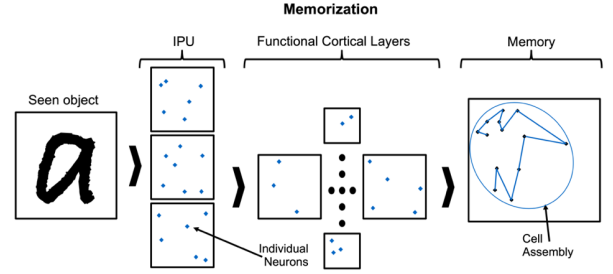 Memorization
IPU
Functional Cortical Layers
Memory
Seen object
a
Individual
Neurons
Cell
Assembly